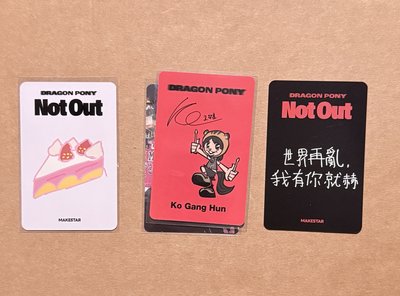 DRAGON PONY
Not Out
MAKESTAR
DRAGON PONY
Ko Gang Hun
DRAGON PONY
Not Out
世界再亂,
我有你就赫
MAKESTAR